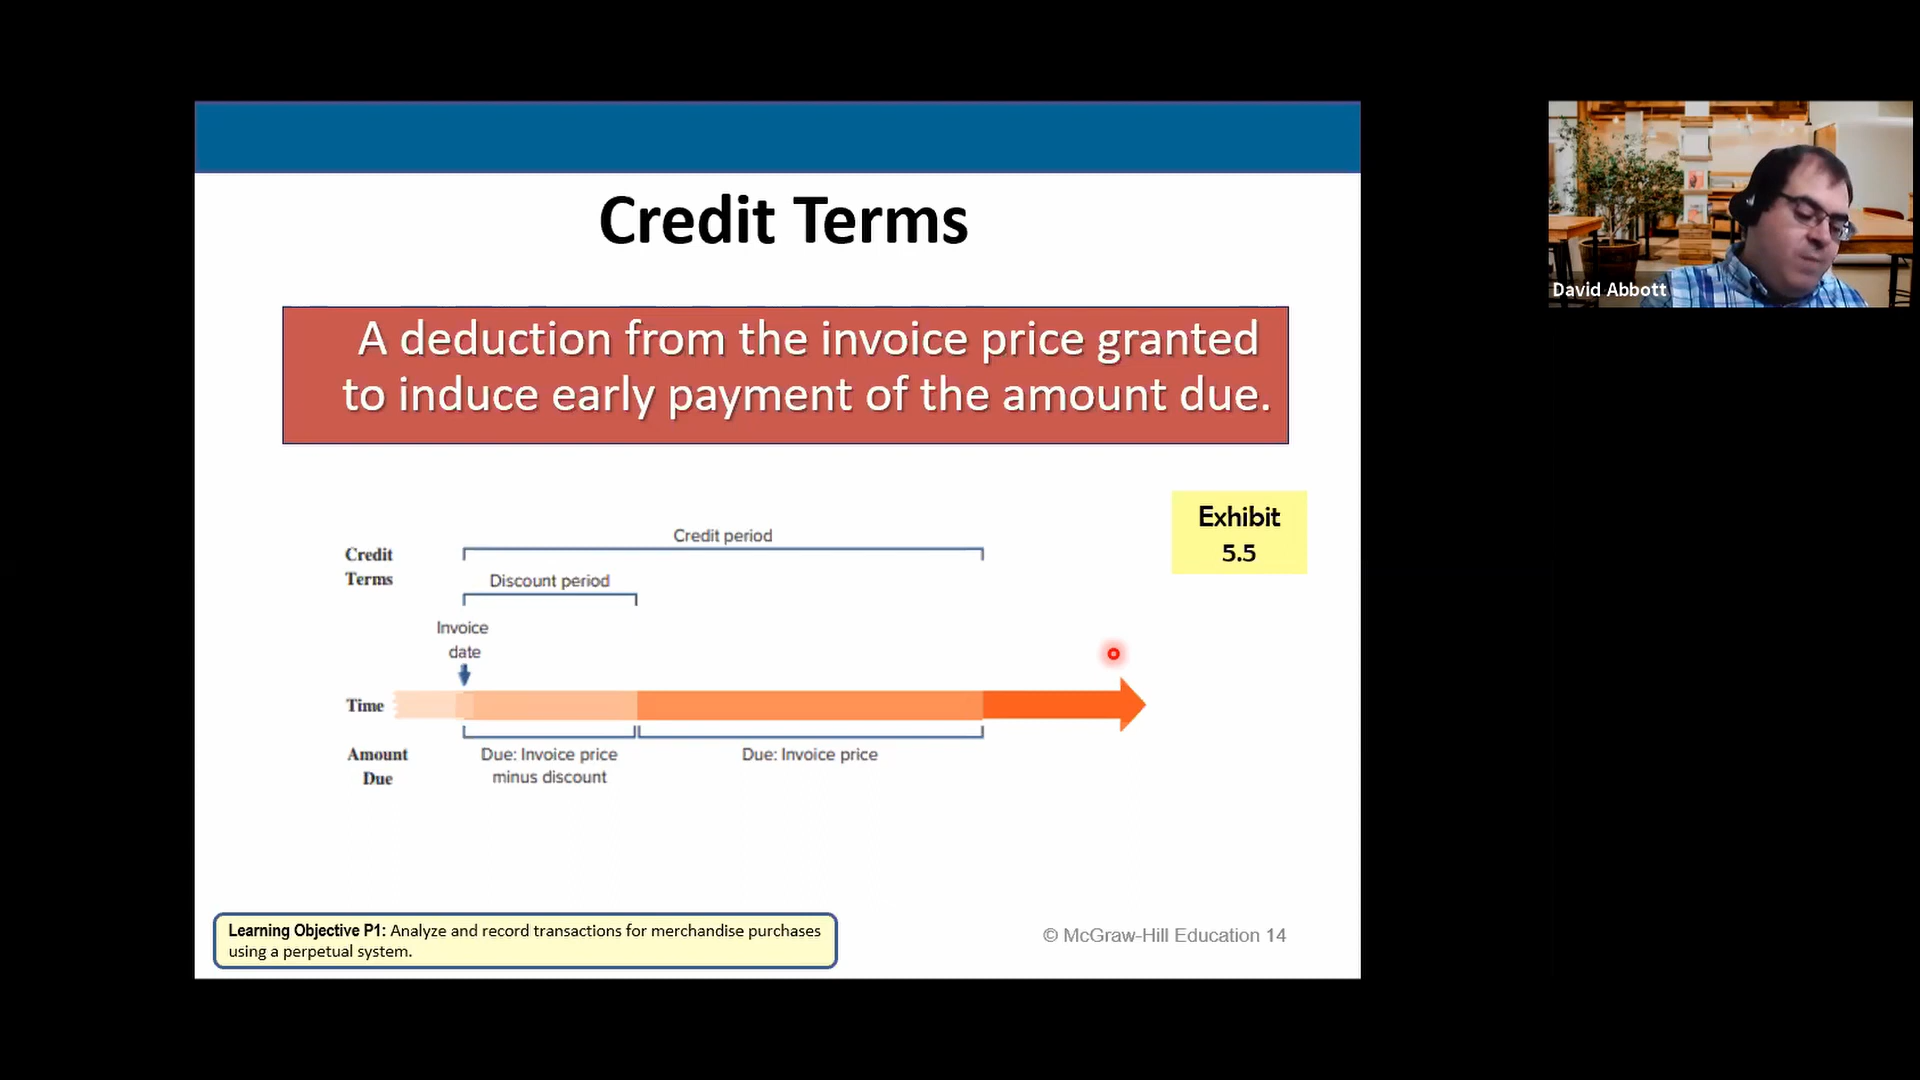 Credit Terms
A deduction from the invoice price granted
to induce early payment of the amount due.
Exhibit
5.5
Credit
Terms
Credit period
Discount period
Invoice
date
Time
Amount
Due
Due: Invoice price
minus discount
Due: Invoice price
Learning Objective P1: Analyze and record transactions for merchandise purchases
using a perpetual system.
© McGraw-Hill Education 14
David Abbott